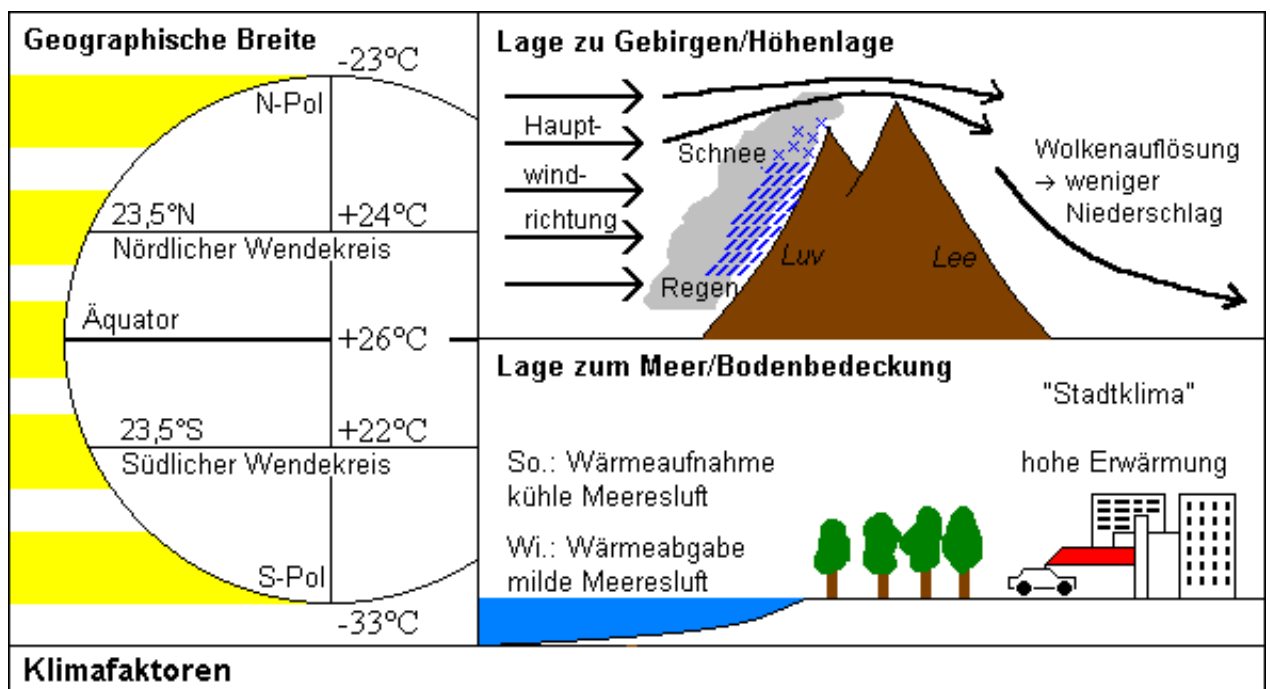 Geographische Breite
-23°C
N-Pol
23,5°N
+24°C
Nördlicher Wendekreis
Äquator
+26°C
23,5°S
+22°C
Südlicher Wendekreis
S-Pol
-33°C
Lage zu Gebirgen/Höhenlage
Haupt-
wind-
richtung
Schnee
Regen
Luv
Lee
Wolkenauflösung
→ weniger
Niederschlag
Lage zum Meer/Bodenbedeckung
"Stadtklima"
So.: Wärmeaufnahme
kühle Meeresluft
hohe Erwärmung
Wi.: Wärmeabgabe
milde Meeresluft
Klimafaktoren